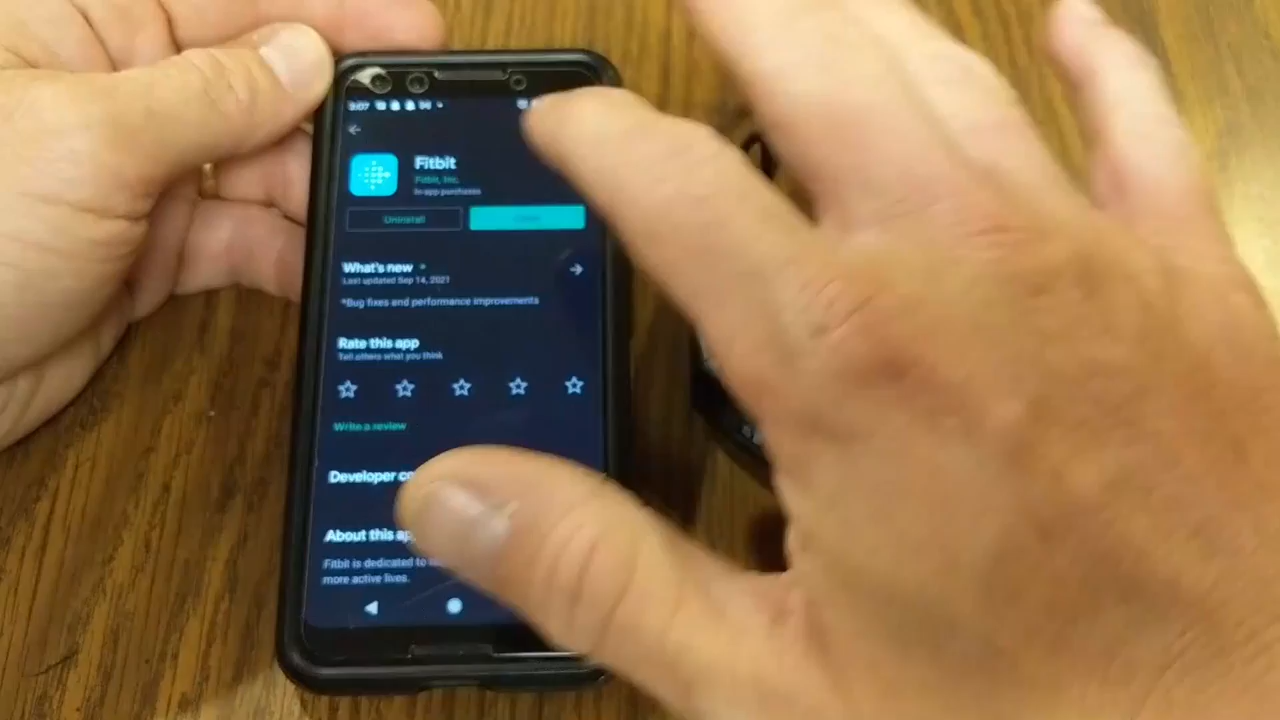 3:07
Fitbit
Fitbit, Inc.
In-app purchases
Uninstall
What's new
Last updated Sep 14, 2021
*Bug fixes and performance improvements
Rate this app
Tell others what you think
Write a review
Developer
About this
Fitbit is dedicated to
more active lives.